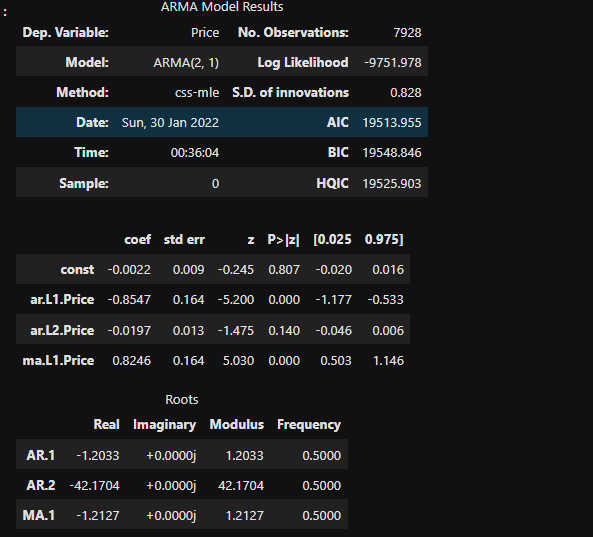 :
ARMA Model Results
Dep. Variable: Price No. Observations: 7928
Model: ARMA(2, 1) Log Likelihood -9751.978
Method: css-mle S.D. of innovations 0.828
Date: Sun, 30 Jan 2022 AIC 19513.955
Time: 00:36:04 BIC 19548.846
Sample: 0 HQIC 19525.903
coef std err z P>|z| [0.025 0.975]
const -0.0022 0.009 -0.245 0.807 -0.020 0.016
ar.L1.Price -0.8547 0.164 -5.200 0.000 -1.177 -0.533
ar.L2.Price -0.0197 0.013 -1.475 0.140 -0.046 0.006
ma.L1.Price 0.8246 0.164 5.030 0.000 0.503 1.146
Roots
Real Imaginary Modulus Frequency
AR.1 -1.2033 +0.0000j 1.2033 0.5000
AR.2 -42.1704 +0.0000j 42.1704 0.5000
MA.1 -1.2127 +0.0000j 1.2127 0.5000